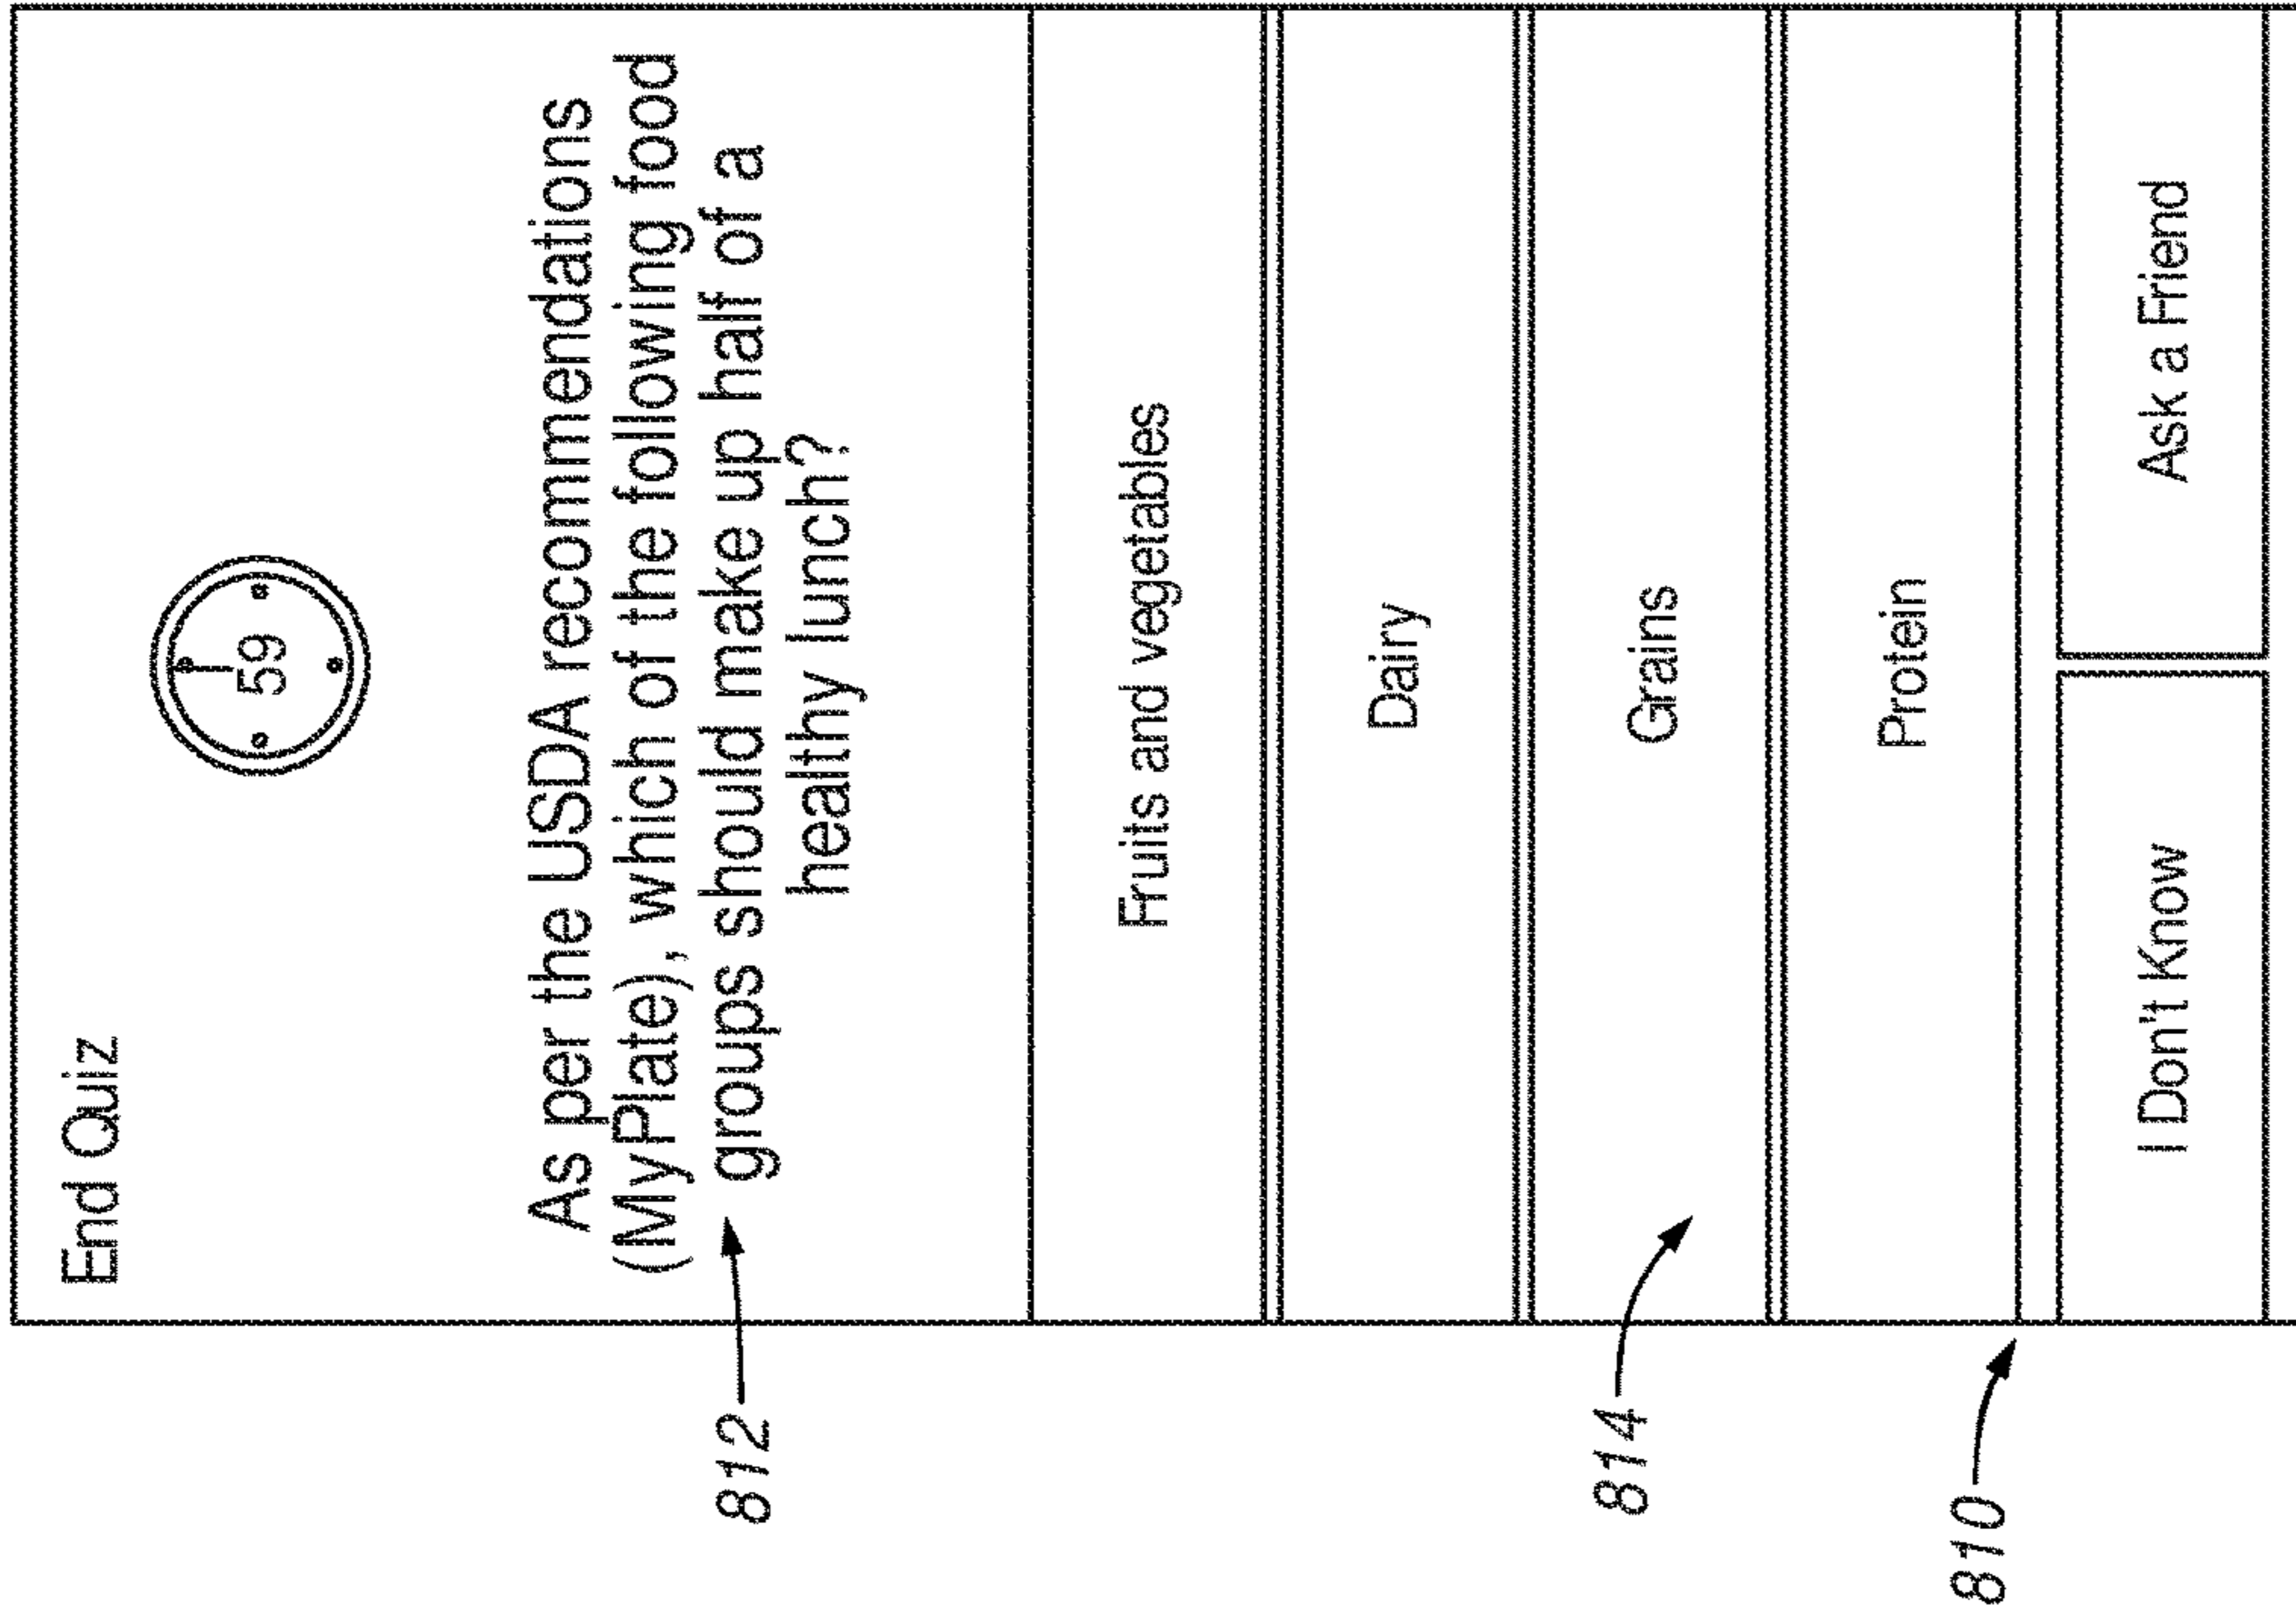 End Quiz
59
As per the USDA recommendations
(MyPlate), which of the following food
groups should make up half of a
healthy lunch?
812
Fruits and vegetables
Dairy
Grains
814
Protein
810
I Don't Know
Ask a Friend